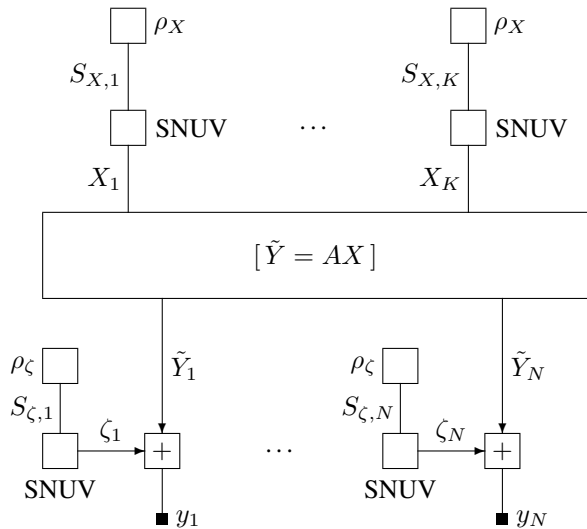 ρ_X ρ_X
S_{X,1} S_{X,K}
SNUV ⋯ SNUV
X_1 X_K
[ Ỹ = AX ]
ρ_ζ Ỹ_1 ρ_ζ Ỹ_N
S_{ζ,1} S_{ζ,N}
ζ_1 + ⋯ ζ_N +
SNUV SNUV
y_1 y_N